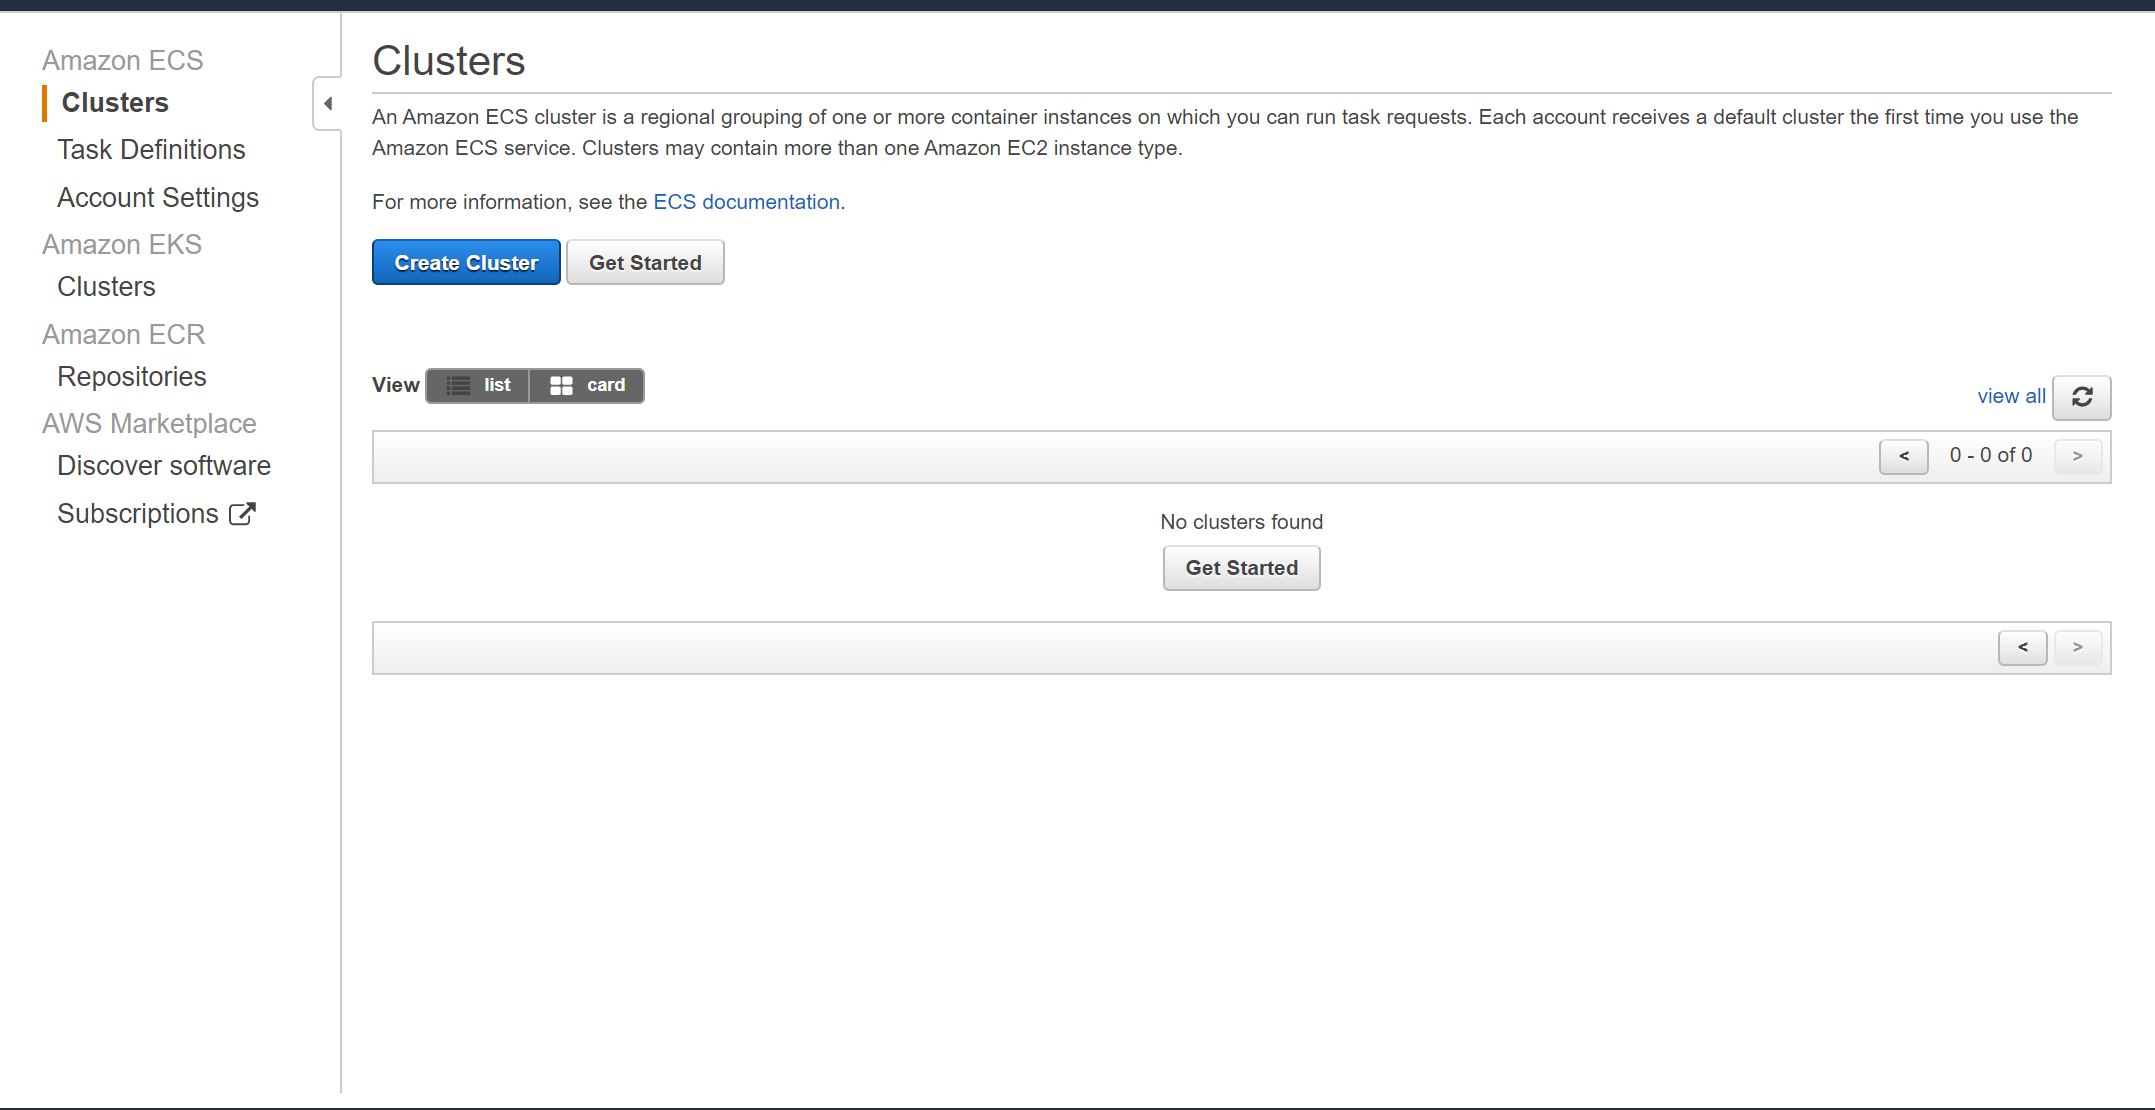 Amazon ECS
Clusters
Task Definitions
Account Settings
Amazon EKS
Clusters
Amazon ECR
Repositories
AWS Marketplace
Discover software
Subscriptions
Clusters
An Amazon ECS cluster is a regional grouping of one or more container instances on which you can run task requests. Each account receives a default cluster the first time you use the
Amazon ECS service. Clusters may contain more than one Amazon EC2 instance type.
For more information, see the ECS documentation.
Create Cluster Get Started
View list card
view all
< 0 - 0 of 0 >
No clusters found
Get Started
< >